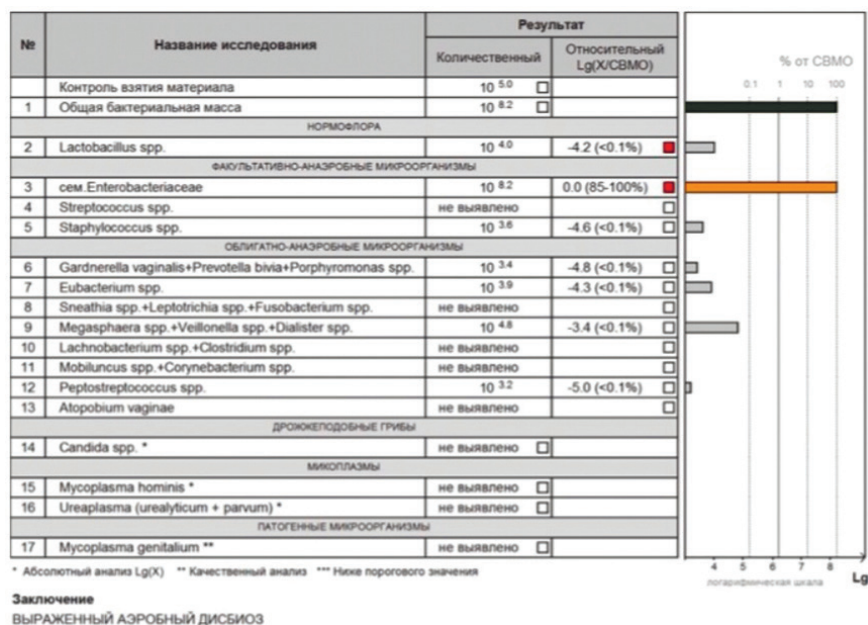 № Название исследования Результат
Количественный Относительный Lg(X/СВМО)
Контроль взятия материала 10 5.0
1 Общая бактериальная масса 10 8.2
НОРМОФЛОРА
2 Lactobacillus spp. 10 4.0 -4.2 (<0.1%)
ФАКУЛЬТАТИВНО-АНАЭРОБНЫЕ МИКРООРГАНИЗМЫ
3 сем.Enterobacteriaceae 10 8.2 0.0 (85-100%)
4 Streptococcus spp. не выявлено
5 Staphylococcus spp. 10 3.6 -4.6 (<0.1%)
ОБЛИГАТНО-АНАЭРОБНЫЕ МИКРООРГАНИЗМЫ
6 Gardnerella vaginalis+Prevotella bivia+Porphyromonas spp. 10 3.4 -4.8 (<0.1%)
7 Eubacterium spp. 10 3.9 -4.3 (<0.1%)
8 Sneathia spp.+Leptotrichia spp.+Fusobacterium spp. не выявлено
9 Megasphaera spp.+Veillonella spp.+Dialister spp. 10 4.8 -3.4 (<0.1%)
10 Lachnobacterium spp.+Clostridium spp. не выявлено
11 Mobiluncus spp.+Corynebacterium spp. не выявлено
12 Peptostreptococcus spp. 10 3.2 -5.0 (<0.1%)
13 Atopobium vaginae не выявлено
ДРОЖЖЕПОДОБНЫЕ ГРИБЫ
14 Candida spp. * не выявлено
МИКОПЛАЗМЫ
15 Mycoplasma hominis * не выявлено
16 Ureaplasma (urealyticum + parvum) * не выявлено
ПАТОГЕННЫЕ МИКРООРГАНИЗМЫ
17 Mycoplasma genitalium ** не выявлено
% от СВМО
0.1 1 10 100
4 5 6 7 8 Lg
логарифмическая шкала
* Абсолютный анализ Lg(X) ** Качественный анализ *** Ниже порогового значения
Заключение
ВЫРАЖЕННЫЙ АЭРОБНЫЙ ДИСБИОЗ